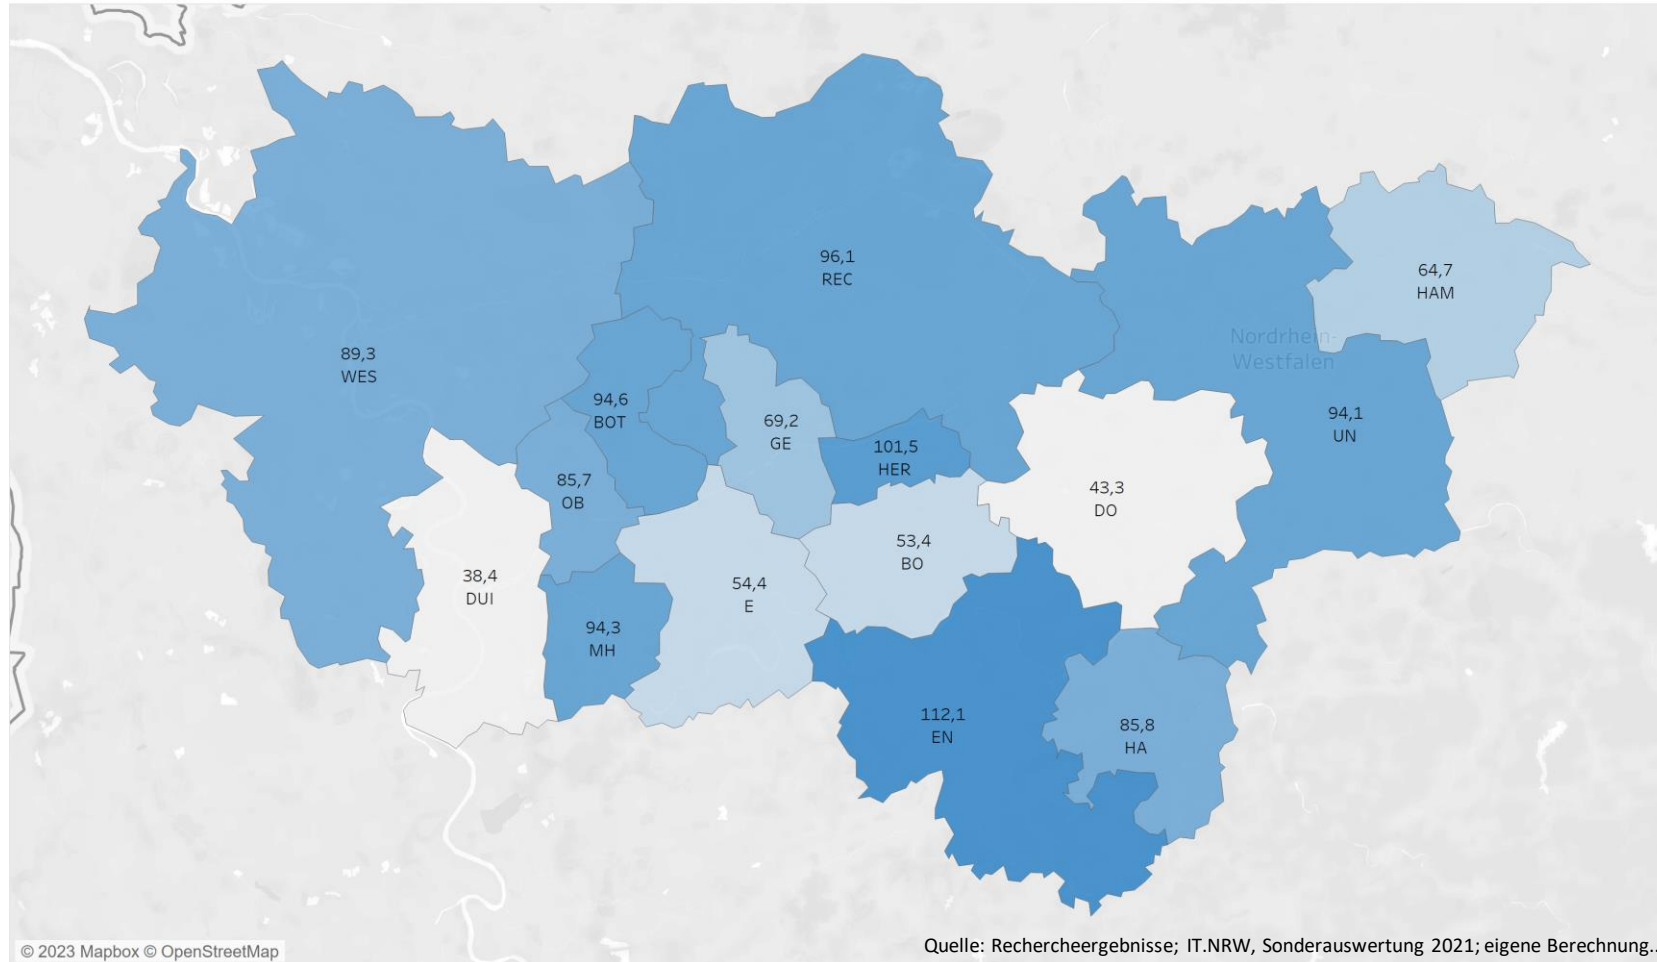 96,1
REC
64,7
HAM
Nordrhein-
Westfalen
89,3
WES
94,6
BOT
69,2
GE
94,1
UN
101,5
HER
85,7
OB
43,3
DO
53,4
BO
38,4
DUI
54,4
E
94,3
MH
112,1
EN
85,8
HA
© 2023 Mapbox © OpenStreetMap
Quelle: Rechercheergebnisse; IT.NRW, Sonderauswertung 2021; eigene Berechnung..